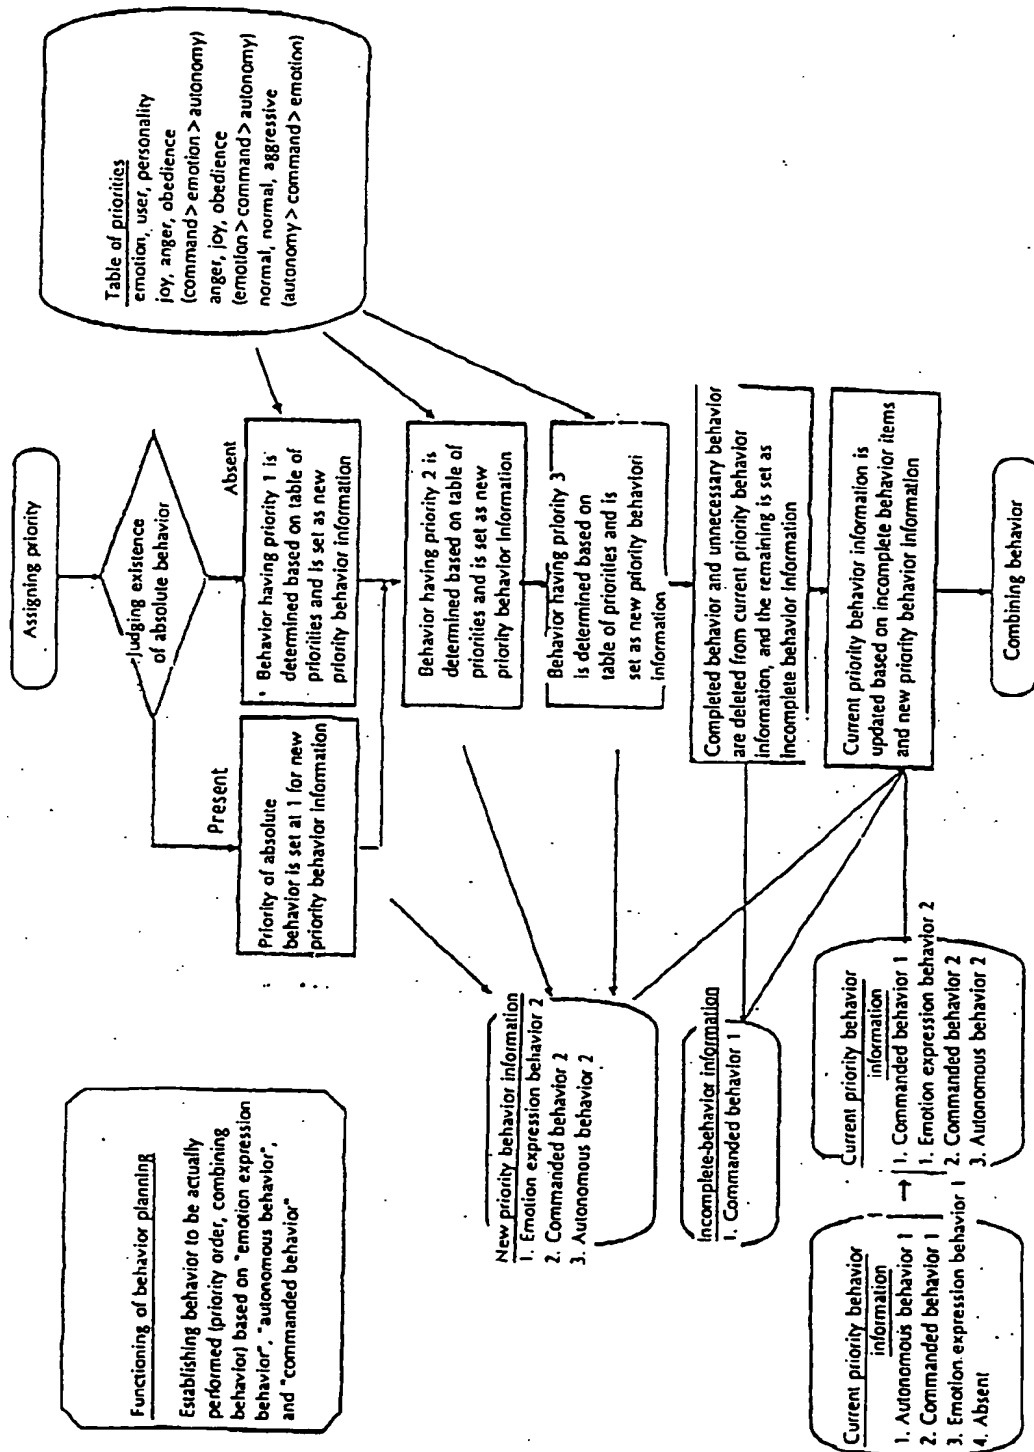 Functioning of behavior planning
Establishing behavior to be actually
performed (priority order, combining
behavior) based on "emotion expression
behavior", "autonomous behavior",
and "commanded behavior"
Assigning priority
Judging existence
of absolute behavior
Present
Absent
Priority of absolute
behavior is set at 1 for new
priority behavior information
Behavior having priority 1 is
determined based on table of
priorities and is set as new
priority behavior information
Table of priorities
emotion, user, personality
joy, anger, obedience
(command>emotion>autonomy)
anger, joy, obedience
(emotion>command>autonomy)
normal, normal, aggressive
(autonomy>command>emotion)
Behavior having priority 2 is
determined based on table of
priorities and is set as new
priority behavior Information
Behavior having priority 3
is determined based on
table of priorities and is
set as new priority behaviori
information
New priority behavior information
1. Emotion expression behavior 2
2. Commanded behavior 2
3. Autonomous behavior 2
Completed behavior and unnecessary behavior
are deleted from current priority behavior
information, and the remaining is set as
incomplete behavior Information
Incomplete-behavior information
1. Commanded behavior 1
Current priority behavior information is
updated based on incomplete behavior items
and new priority behavior Information
Current priority behavior
information
1. Autonomous behavior 1
2. Commanded behavior 1
3. Emotion expression behavior 1
4. Absent
Current priority behavior
information
1. Commanded behavior 1
1. Emotion expression behavior 2
2. Commanded behavior 2
3. Autonomous behavior 2
Combining behavior